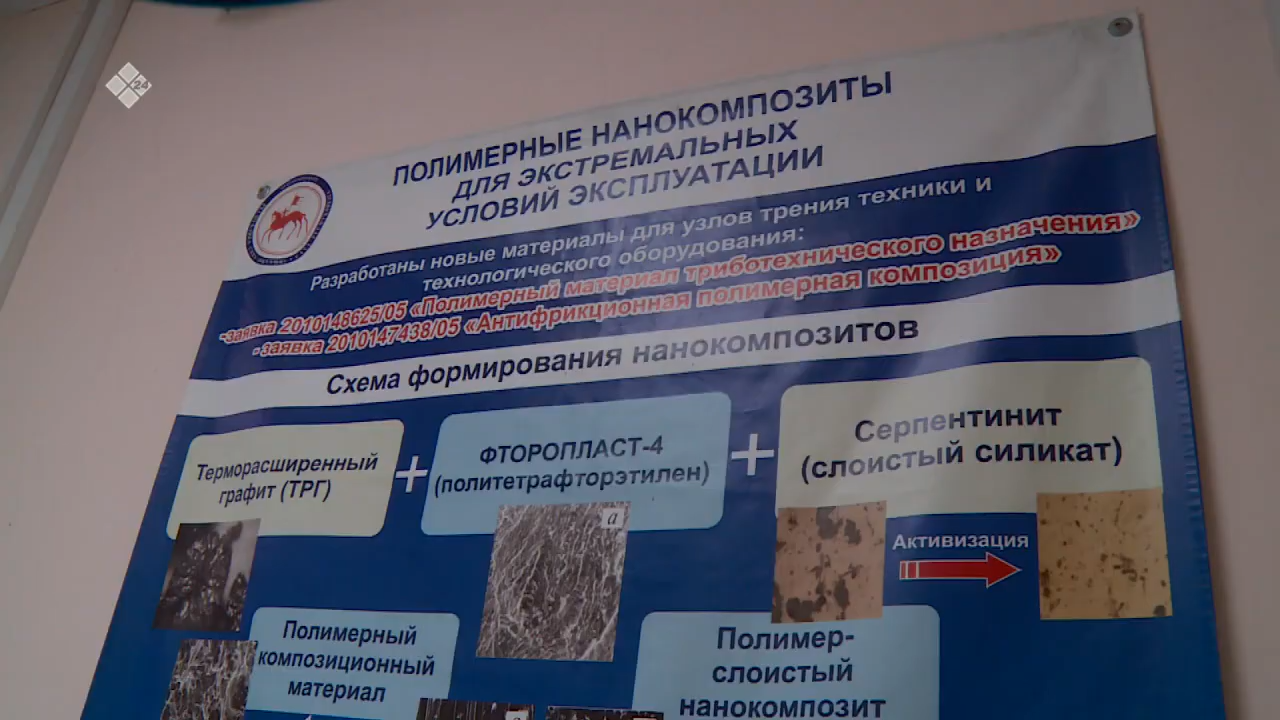 24
ПОЛИМЕРНЫЕ НАНОКОМПОЗИТЫ
ДЛЯ ЭКСТРЕМАЛЬНЫХ
УСЛОВИЙ ЭКСПЛУАТАЦИИ
Разработаны новые материалы для узлов трения техники и
технологического оборудования:
-заявка 2010148625/05 «Полимерный материал триботехнического назначения»
- заявка 2010147438/05 «Антифрикционная полимерная композиция»
Схема формирования нанокомпозитов
Терморасширенный
графит (ТРГ)
+
ФТОРОПЛАСТ-4
(политетрафторэтилен)
+
Серпентинит
(слоистый силикат)
а
Активизация
Полимерный
композиционный
материал
Полимер-
слоистый
нанокомпозит